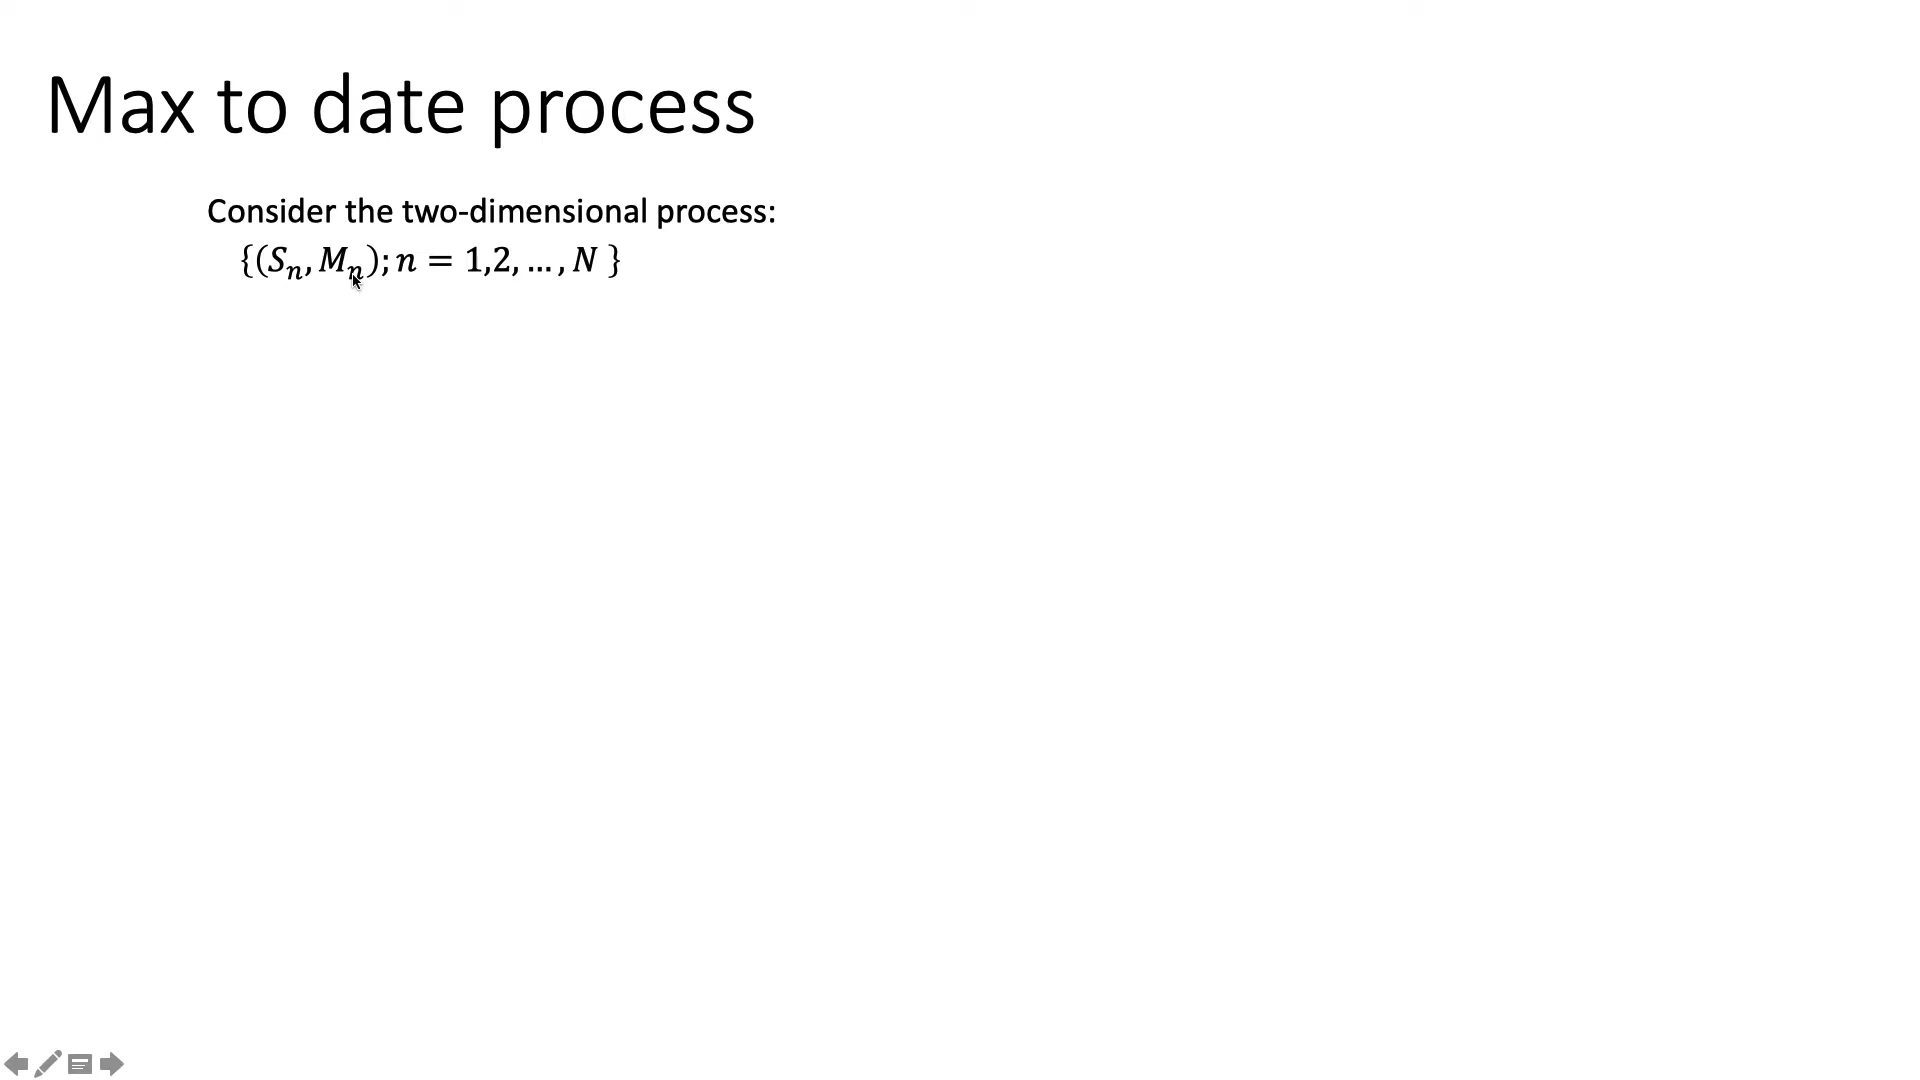 Max to date process
Consider the two-dimensional process:
{(Sₙ, Mₙ); n = 1,2, … , N }